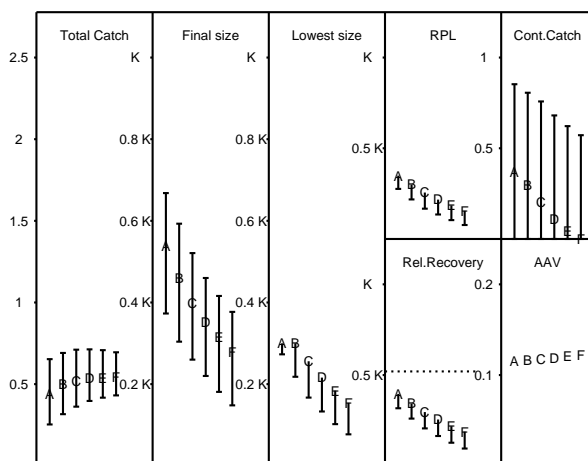 Total Catch Final size Lowest size RPL Cont.Catch
2.5 K K K 1
2 0.8 K 0.8 K 0.5 K 0.5
1.5 0.6 K 0.6 K
A B C D E F
A B C D E F
Rel.Recovery AAV
1 0.4 K 0.4 K K 0.2
0.5 0.2 K 0.2 K 0.5 K 0.1
A B C D E F
A B C D E F
A B C D E F
A B C D E F
A B C D E F